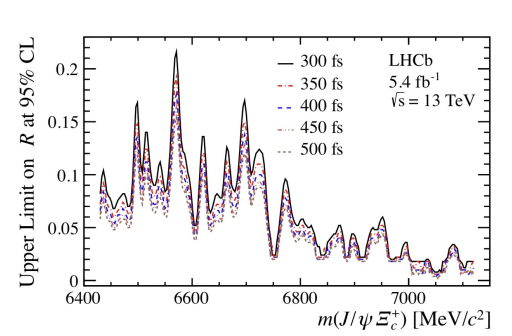 Upper Limit on R at 95% CL
0.2
0.15
0.1
0.05
0
6400 6600 6800 7000
m(J/ψ Ξc+) [MeV/c2]
300 fs
350 fs
400 fs
450 fs
500 fs
LHCb
5.4 fb-1
√s = 13 TeV